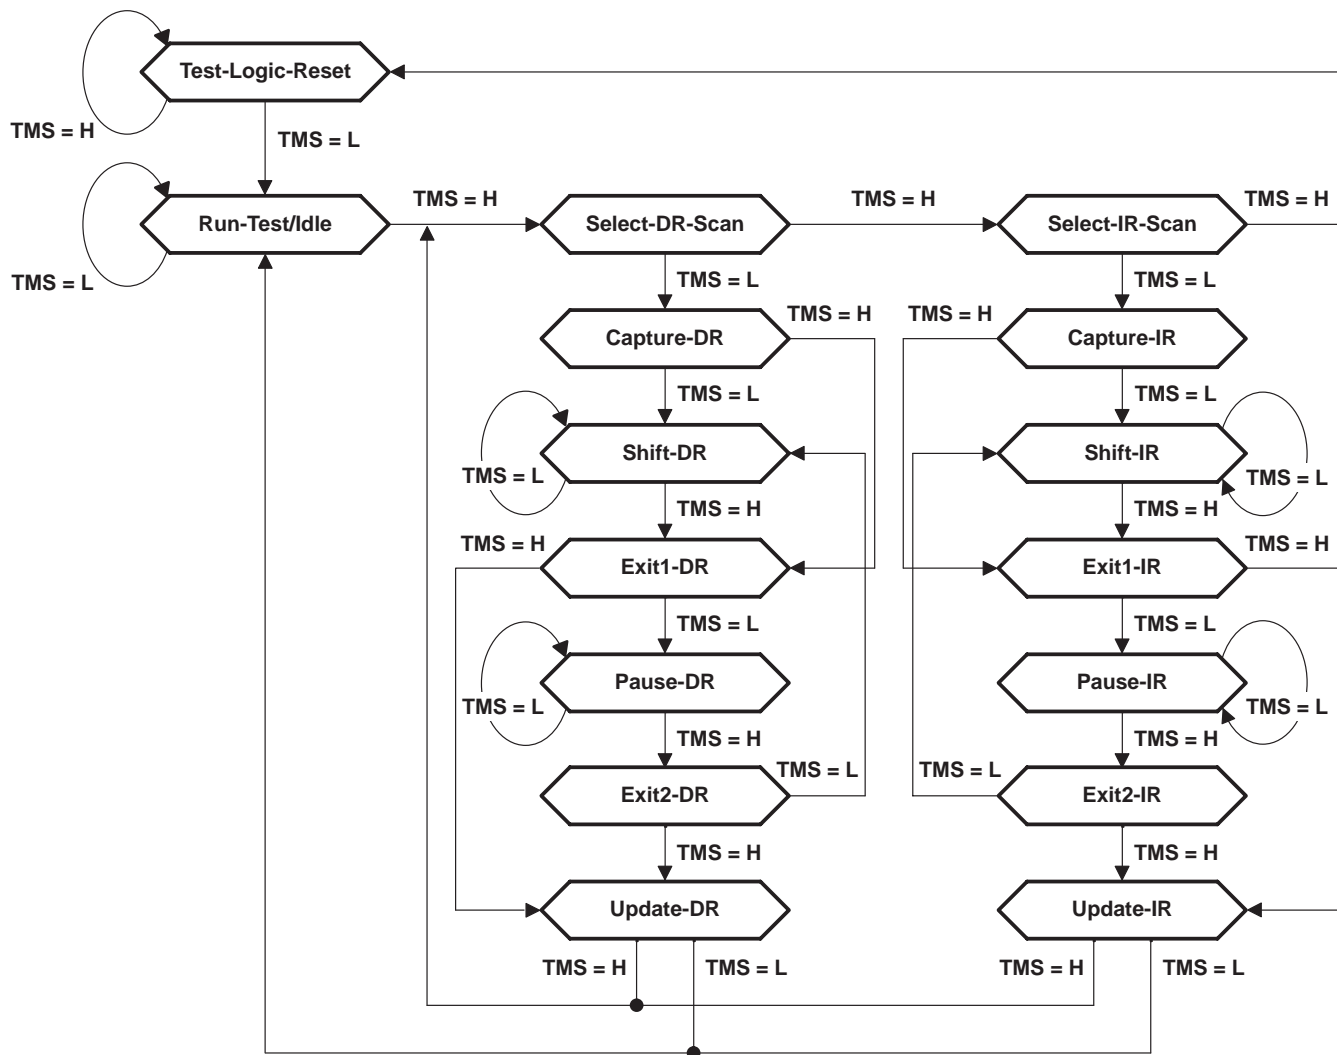 Test-Logic-Reset
TMS = H
TMS = L
TMS = H
TMS = H
TMS = H
Run-Test/Idle
Select-DR-Scan
Select-IR-Scan
TMS = L
TMS = L
TMS = L
TMS = H
TMS = H
Capture-DR
Capture-IR
TMS = L
TMS = L
Shift-DR
Shift-IR
TMS = L
TMS = L
TMS = H
TMS = H
TMS = H
TMS = H
Exit1-DR
Exit1-IR
TMS = L
TMS = L
Pause-DR
Pause-IR
TMS = L
TMS = L
TMS = H
TMS = H
TMS = L
TMS = L
Exit2-DR
Exit2-IR
TMS = H
TMS = H
Update-DR
Update-IR
TMS = H
TMS = L
TMS = H
TMS = L